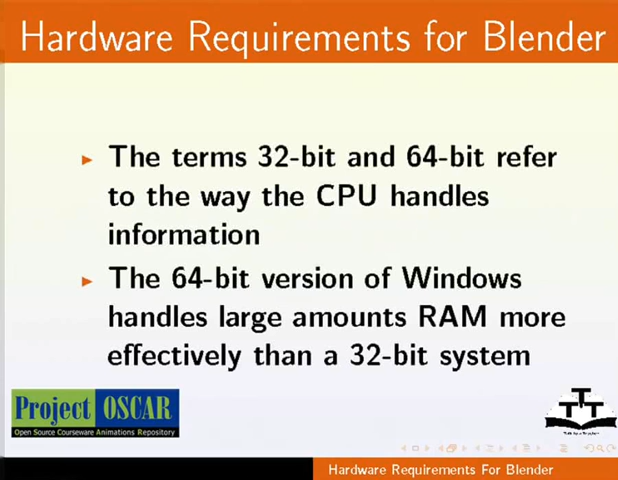 Hardware Requirements for Blender
▸ The terms 32-bit and 64-bit refer
to the way the CPU handles
information
▸ The 64-bit version of Windows
handles large amounts RAM more
effectively than a 32-bit system
Project OSCAR
Open Source Courseware Animations Repository
TTT
Hardware Requirements For Blender